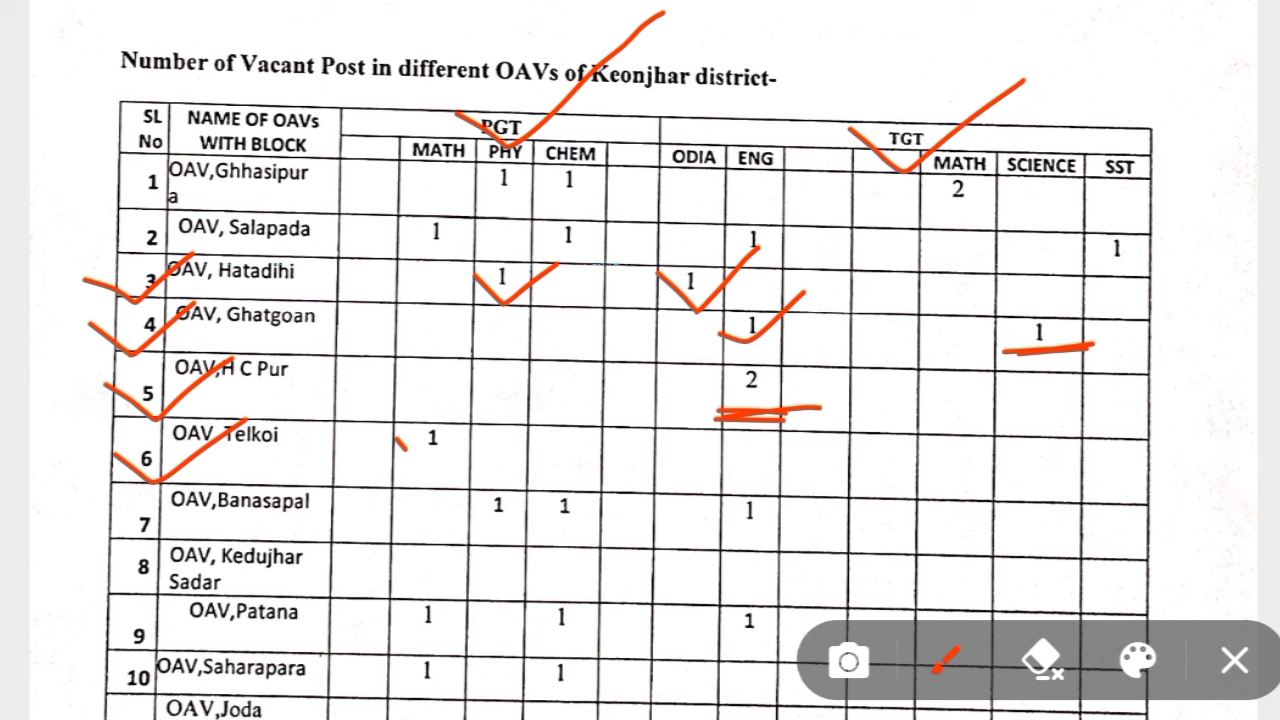 Number of Vacant Post in different OAVs of Keonjhar district-
SL No NAME OF OAVs WITH BLOCK PGT TGT
MATH PHY CHEM ODIA ENG MATH SCIENCE SST
1 OAV,Ghhasipura 1 1 2
2 OAV, Salapada 1 1 1 1
3 OAV, Hatadihi 1 1
4 OAV, Ghatgoan 1 1
5 OAV,H C Pur 2
6 OAV, Telkoi 1
7 OAV,Banasapal 1 1 1
8 OAV, Kedujhar Sadar
9 OAV,Patana 1 1 1
10 OAV,Saharapara 1 1
OAV,Joda